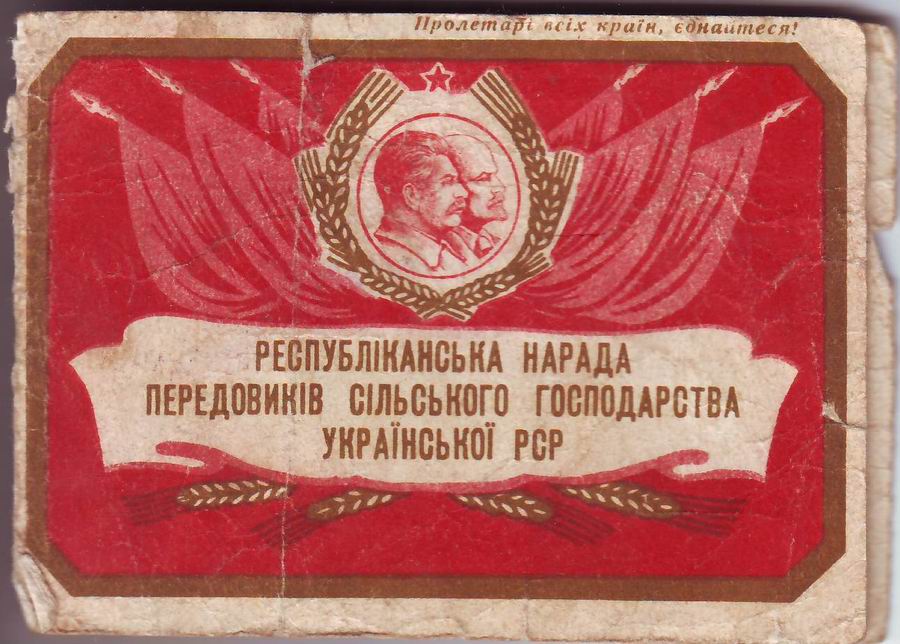 Пролетарі всіх країн, єднайтеся!
РЕСПУБЛІКАНСЬКА НАРАДА
ПЕРЕДОВИКІВ СІЛЬСЬКОГО ГОСПОДАРСТВА
УКРАЇНСЬКОЇ РСР